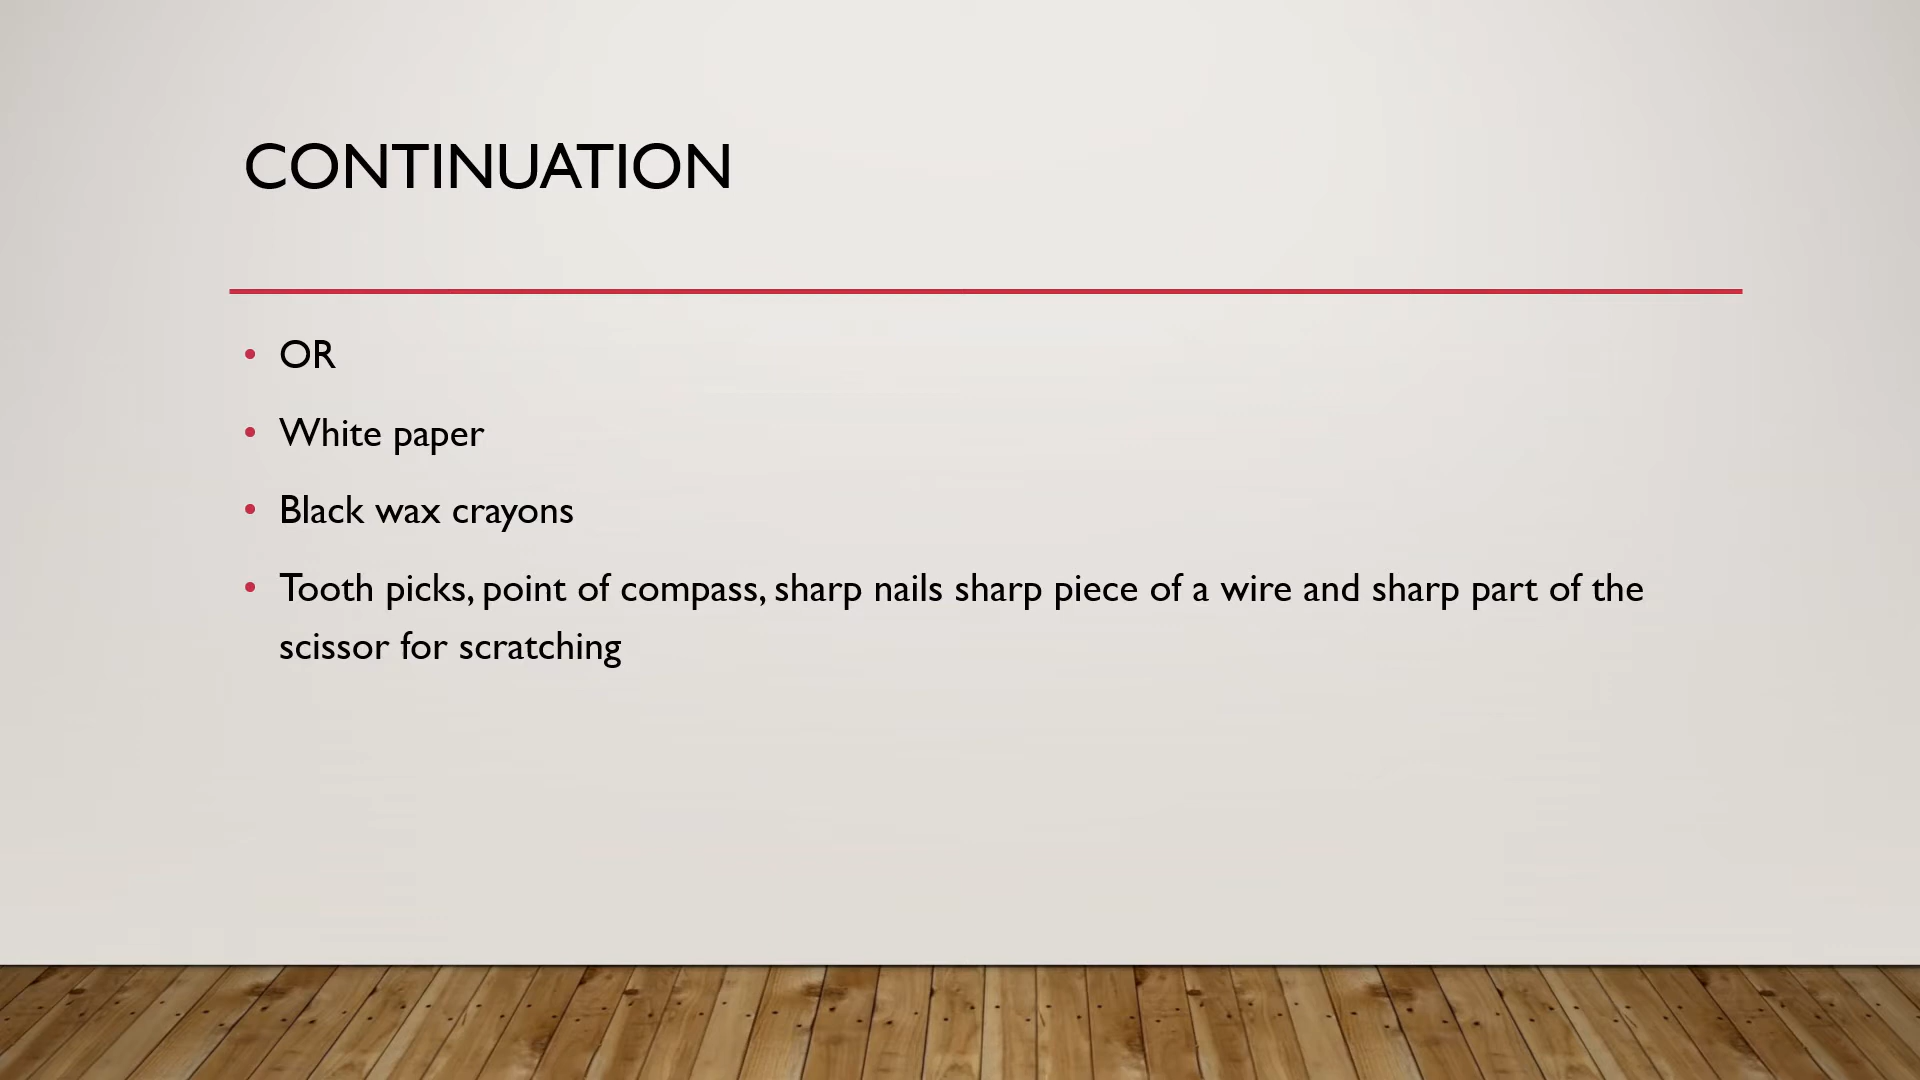 CONTINUATION
• OR
• White paper
• Black wax crayons
• Tooth picks, point of compass, sharp nails sharp piece of a wire and sharp part of the
scissor for scratching